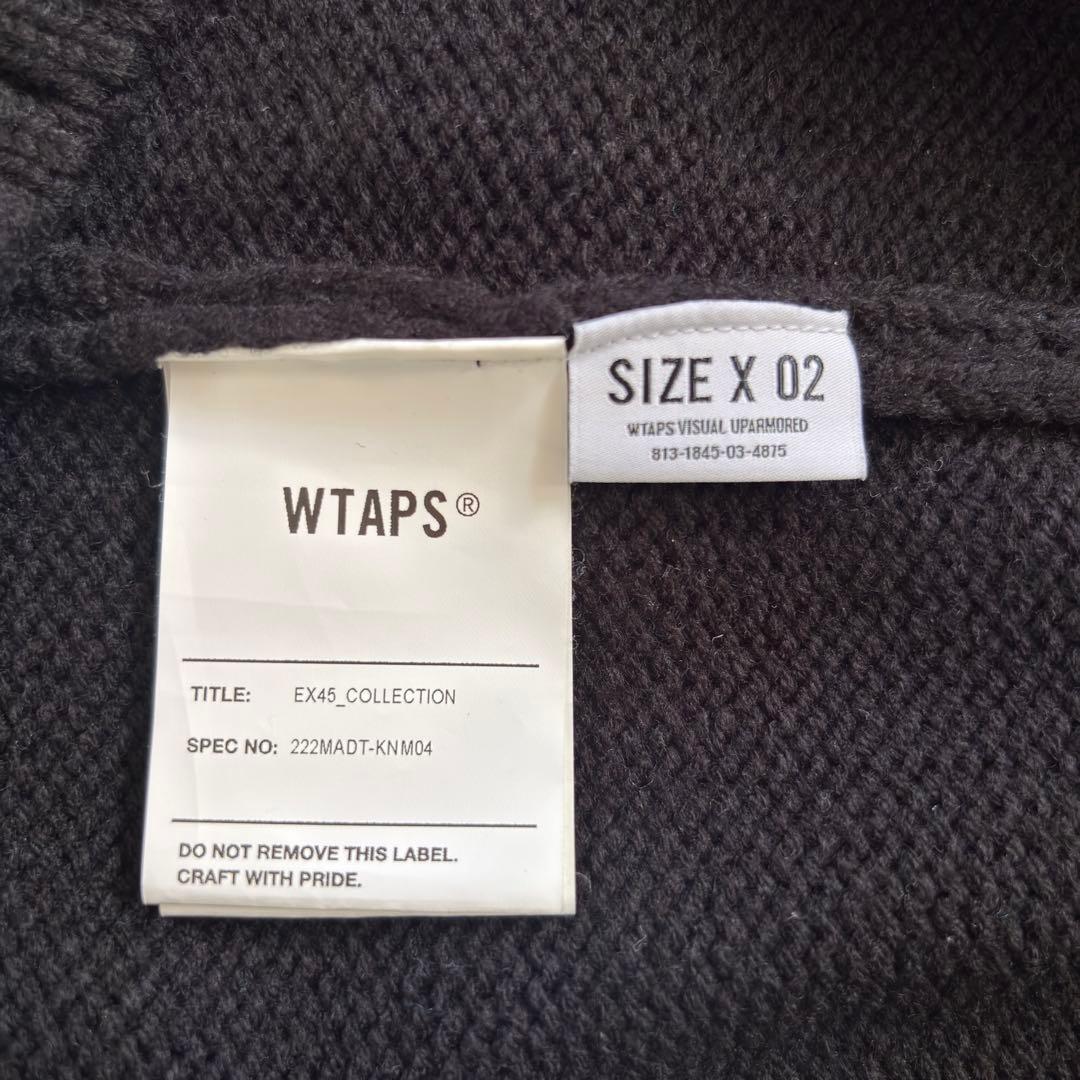 WTAPS®
TITLE: EX45_COLLECTION
SPEC NO: 222MADT-KNM04
DO NOT REMOVE THIS LABEL.
CRAFT WITH PRIDE.
SIZE X 02
WTAPS VISUAL UPARMORED
813-1845-03-4875